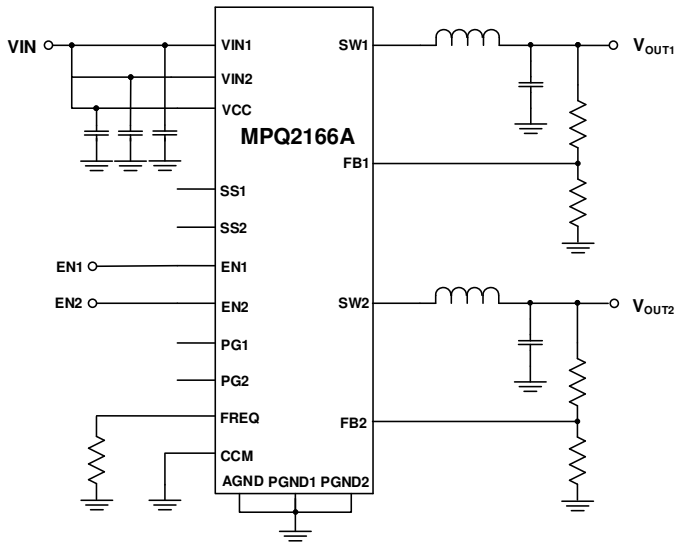 VIN
VIN1
VIN2
VCC
MPQ2166A
SS1
SS2
EN1
EN1
EN2
EN2
PG1
PG2
FREQ
CCM
AGND PGND1 PGND2
SW1
VOUT1
FB1
SW2
VOUT2
FB2